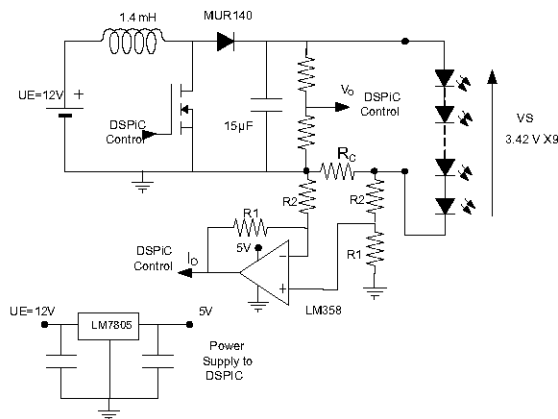 1.4 mH
MUR140
UE=12V
+
DSPiC
Control
15µF
VO
DSPiC
Control
VS
3.42 V X9
RC
R2
R2
R1
R1
DSPiC
Control
IO
5V
−
+
LM358
UE=12V
LM7805
5V
Power
Supply to
DSPIC